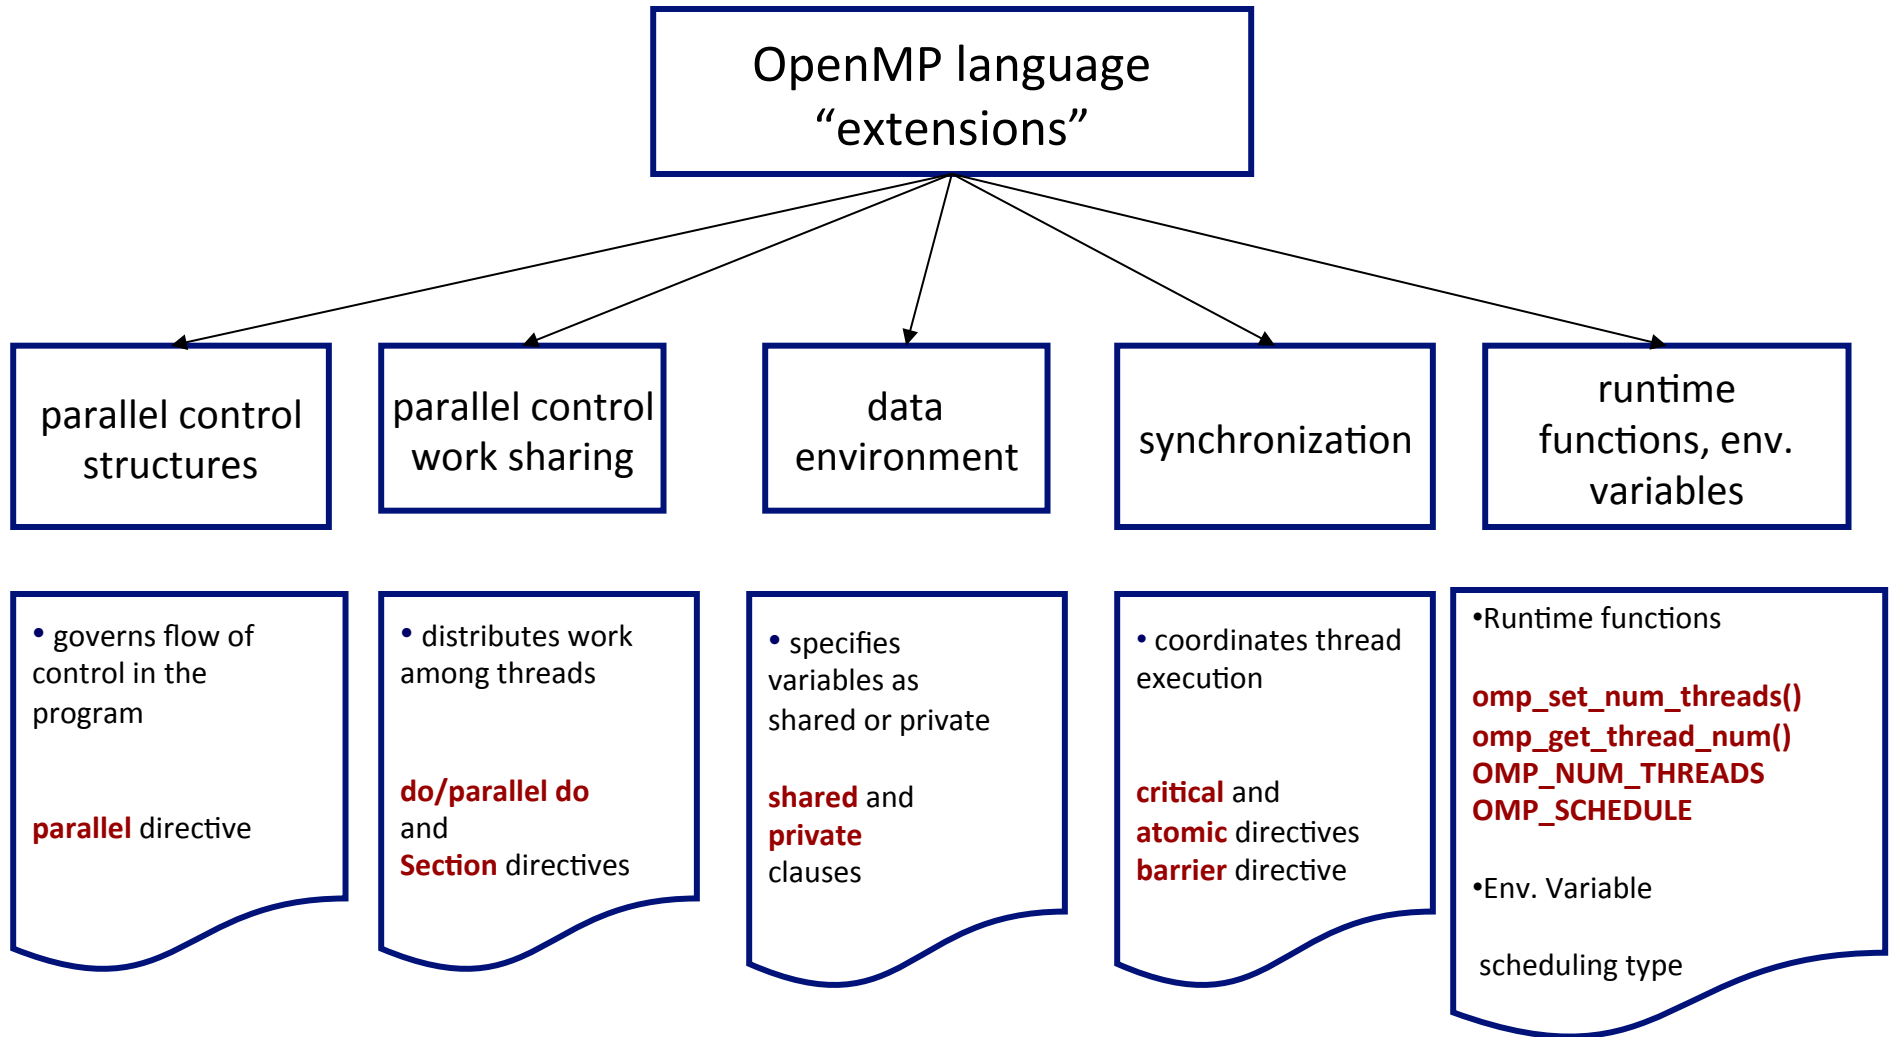 OpenMP language
“extensions”
parallel control
structures
parallel control
work sharing
data
environment
synchronization
runtime
functions, env.
variables
• governs flow of
control in the
program
parallel directive
• distributes work
among threads
do/parallel do
and
Section directives
• specifies
variables as
shared or private
shared and
private
clauses
• coordinates thread
execution
critical and
atomic directives
barrier directive
•Runtime functions
omp_set_num_threads()
omp_get_thread_num()
OMP_NUM_THREADS
OMP_SCHEDULE
•Env. Variable
scheduling type